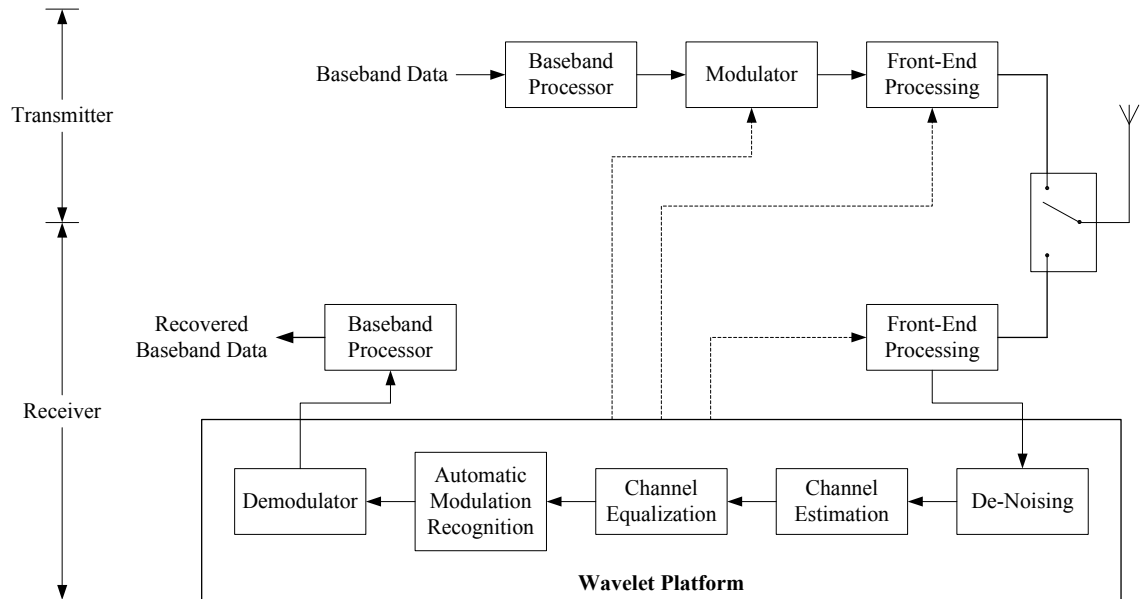 Transmitter
Baseband Data
Baseband
Processor
Modulator
Front-End
Processing
Receiver
Recovered
Baseband Data
Baseband
Processor
Front-End
Processing
Demodulator
Automatic
Modulation
Recognition
Channel
Equalization
Channel
Estimation
De-Noising
Wavelet Platform